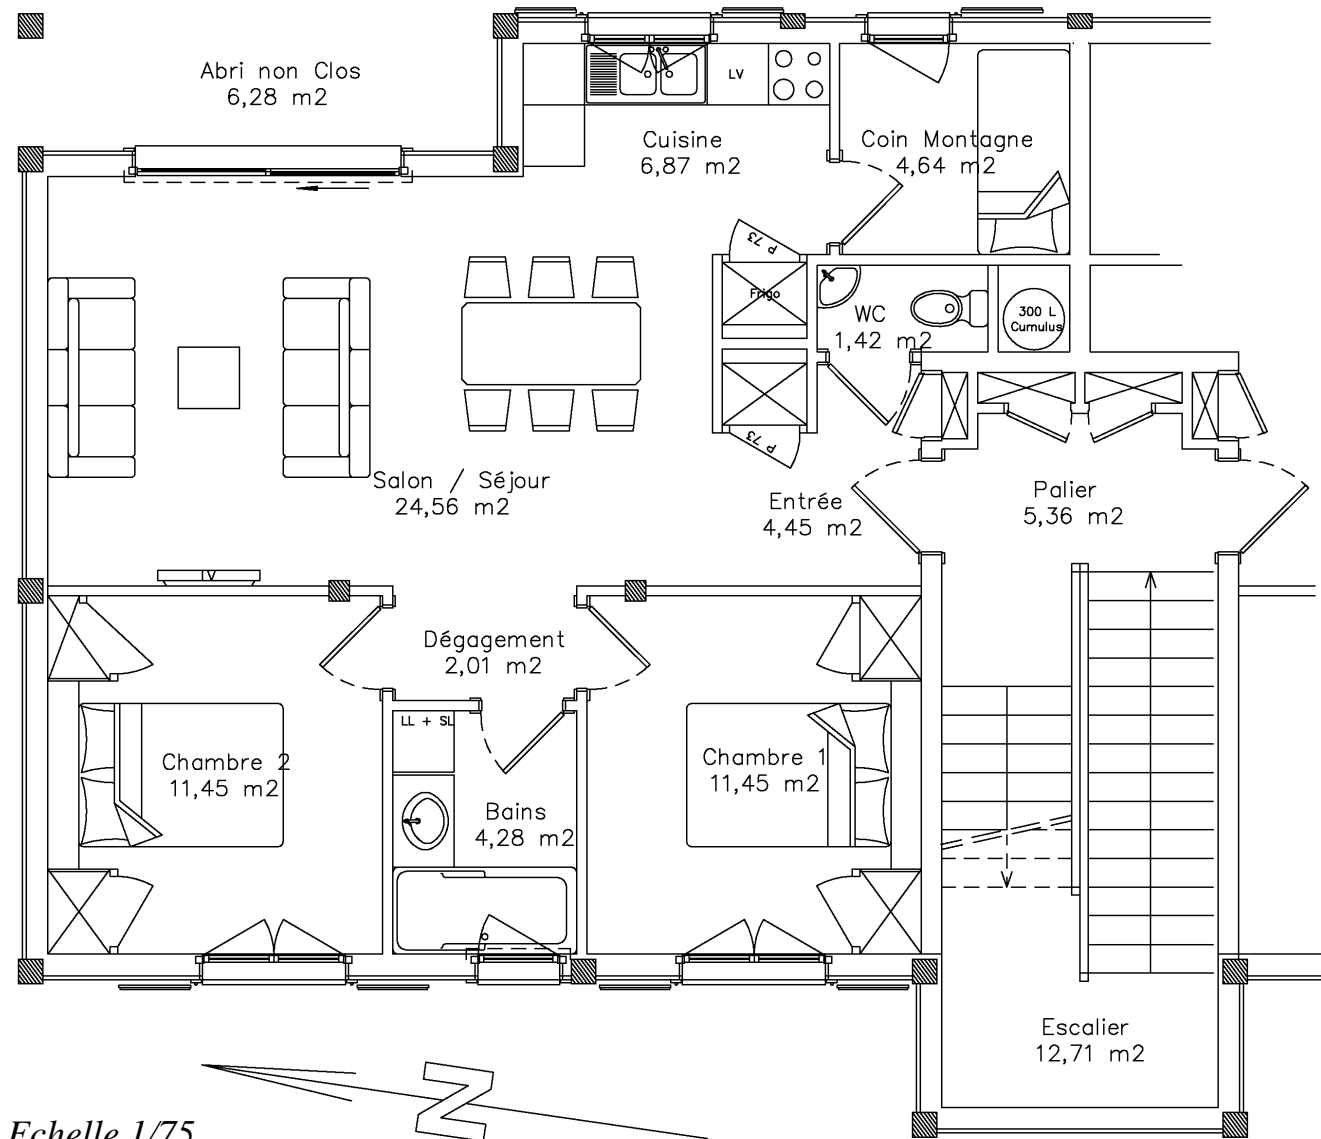 Abri non Clos
6,28 m2
LV
Cuisine
6,87 m2
Coin Montagne
4,64 m2
P 73
Frigo
WC
1,42 m2
300 L
Cumulus
P 73
Salon / Séjour
24,56 m2
Entrée
4,45 m2
Palier
5,36 m2
TV
Dégagement
2,01 m2
LL + SL
Chambre 2
11,45 m2
Chambre 1
11,45 m2
Bains
4,28 m2
Escalier
12,71 m2
N
Echelle 1/75